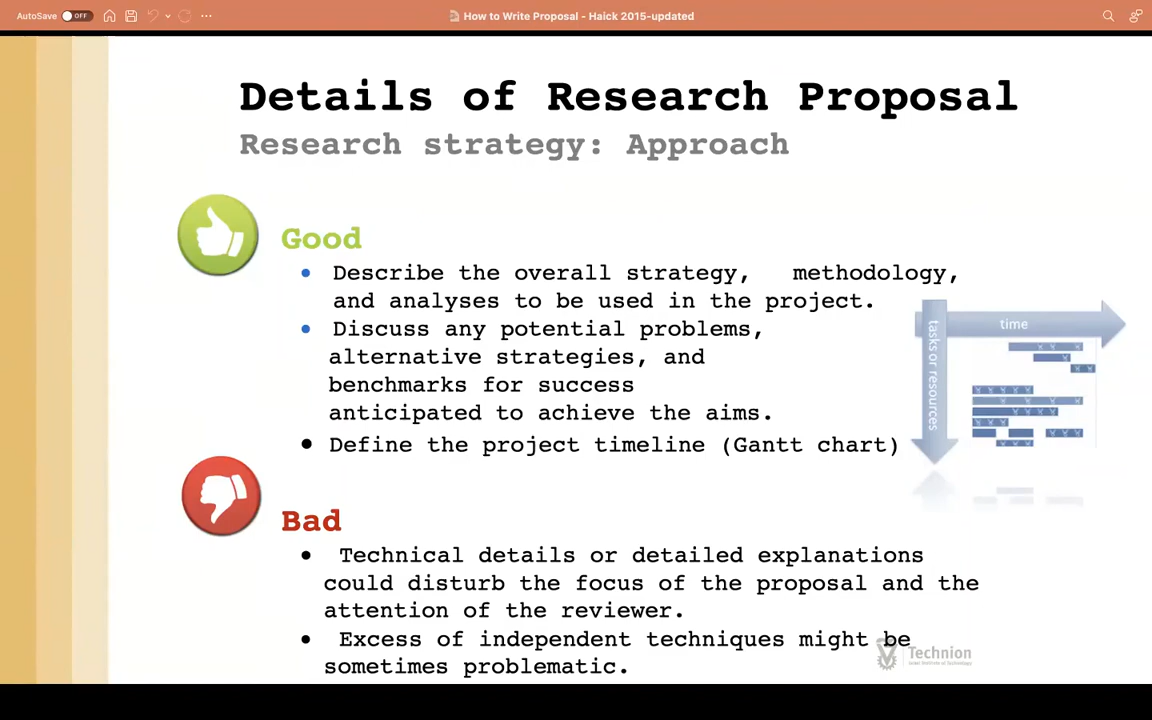 AutoSave OFF
How to Write Proposal - Haick 2015-updated
Details of Research Proposal
Research strategy: Approach
Good
• Describe the overall strategy, methodology,
and analyses to be used in the project.
• Discuss any potential problems,
alternative strategies, and
benchmarks for success
anticipated to achieve the aims.
• Define the project timeline (Gantt chart)
time
tasks or resources
Bad
• Technical details or detailed explanations
could disturb the focus of the proposal and the
attention of the reviewer.
• Excess of independent techniques might be
sometimes problematic.
Technion
Israel Institute of Technology